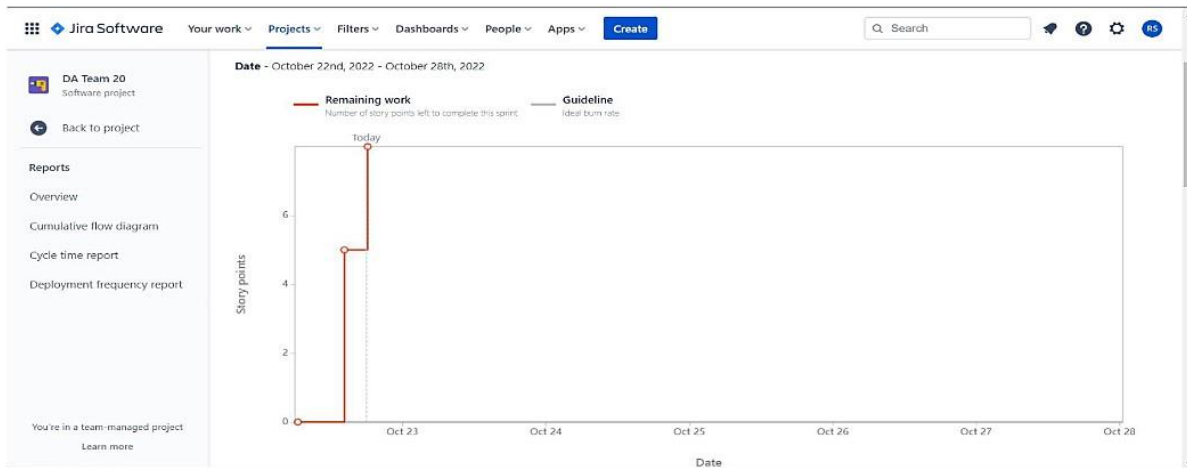 Jira Software Your work Projects Filters Dashboards People Apps Create Search RS
DA Team 20
Software project
Back to project
Reports
Overview
Cumulative flow diagram
Cycle time report
Deployment frequency report
You're in a team-managed project
Learn more
Date - October 22nd, 2022 - October 28th, 2022
Remaining work
Number of story points left to complete this sprint
Guideline
Ideal burn rate
Today
6
4
2
0
Story points
Oct 23 Oct 24 Oct 25 Oct 26 Oct 27 Oct 28
Date